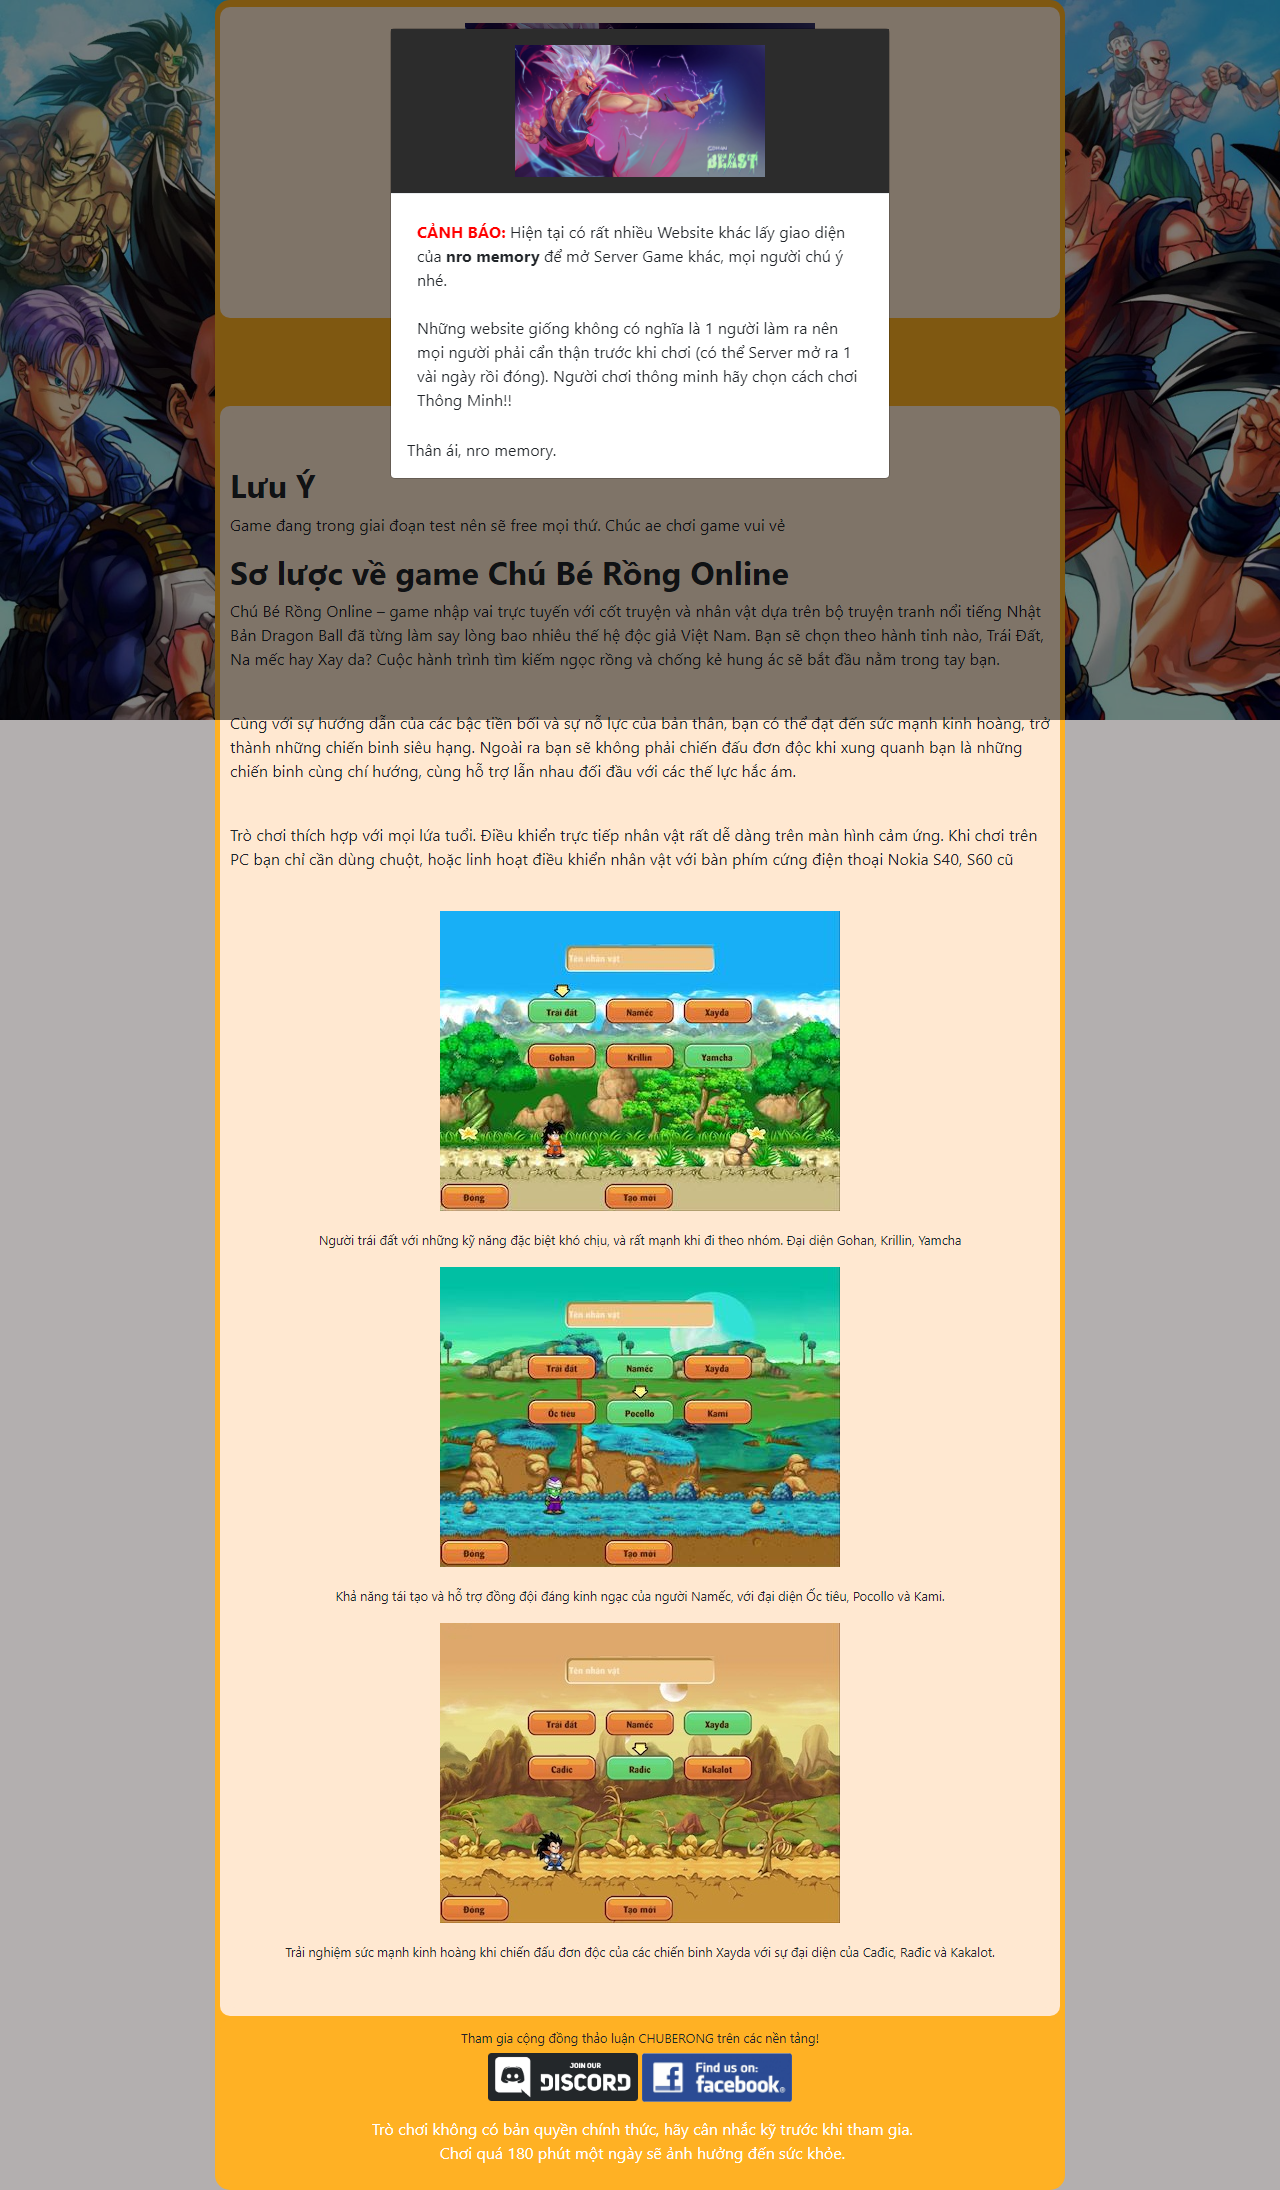 GOHAN
BEAST
CẢNH BÁO: Hiện tại có rất nhiều Website khác lấy giao diện
của nro memory để mở Server Game khác, mọi người chú ý
nhé.
Những website giống không có nghĩa là 1 người làm ra nên
mọi người phải cẩn thận trước khi chơi (có thể Server mở ra 1
vài ngày rồi đóng). Người chơi thông minh hãy chọn cách chơi
Thông Minh!!
Thân ái, nro memory.
Lưu Ý
Game đang trong giai đoạn test nên sẽ free mọi thứ. Chúc ae chơi game vui vẻ
Sơ lược về game Chú Bé Rồng Online
Chú Bé Rồng Online – game nhập vai trực tuyến với cốt truyện và nhân vật dựa trên bộ truyện tranh nổi tiếng Nhật
Bản Dragon Ball đã từng làm say lòng bao nhiêu thế hệ độc giả Việt Nam. Bạn sẽ chọn theo hành tinh nào, Trái Đất,
Na mếc hay Xay da? Cuộc hành trình tìm kiếm ngọc rồng và chống kẻ hung ác sẽ bắt đầu nằm trong tay bạn.
Cùng với sự hướng dẫn của các bậc tiền bối và sự nỗ lực của bản thân, bạn có thể đạt đến sức mạnh kinh hoàng, trở
thành những chiến binh siêu hạng. Ngoài ra bạn sẽ không phải chiến đấu đơn độc khi xung quanh bạn là những
chiến binh cùng chí hướng, cùng hỗ trợ lẫn nhau đối đầu với các thế lực hắc ám.
Trò chơi thích hợp với mọi lứa tuổi. Điều khiển trực tiếp nhân vật rất dễ dàng trên màn hình cảm ứng. Khi chơi trên
PC bạn chỉ cần dùng chuột, hoặc linh hoạt điều khiển nhân vật với bàn phím cứng điện thoại Nokia S40, S60 cũ
Tên nhân vật
Trái đất Namếc Xayda
Gohan Krillin Yamcha
Đóng Tạo mới
Người trái đất với những kỹ năng đặc biệt khó chịu, và rất mạnh khi đi theo nhóm. Đại diện Gohan, Krillin, Yamcha
Tên nhân vật
Trái đất Namếc Xayda
Ốc tiêu Pocollo Kami
Đóng Tạo mới
Khả năng tái tạo và hỗ trợ đồng đội đáng kinh ngạc của người Namếc, với đại diện Ốc tiêu, Pocollo và Kami.
Tên nhân vật
Trái đất Namếc Xayda
Cadic Radic Kakalot
Đóng Tạo mới
Trải nghiệm sức mạnh kinh hoàng khi chiến đấu đơn độc của các chiến binh Xayda với sự đại diện của Cađic, Rađic và Kakalot.
Tham gia cộng đồng thảo luận CHUBERONG trên các nền tảng!
JOIN OUR
DISCORD
Find us on:
facebook®
Trò chơi không có bản quyền chính thức, hãy cân nhắc kỹ trước khi tham gia.
Chơi quá 180 phút một ngày sẽ ảnh hưởng đến sức khỏe.